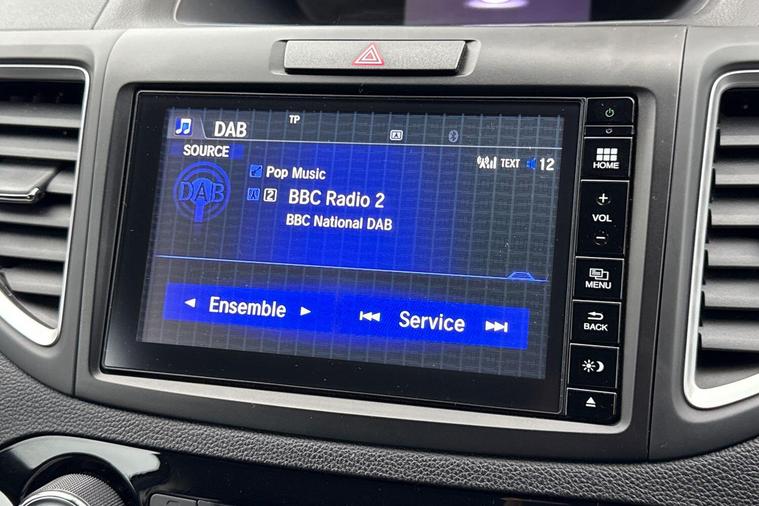 TP
DAB
SOURCE
DAB
TEXT 12
Pop Music
2 BBC Radio 2
BBC National DAB
Ensemble
Service
HOME
+
VOL
−
MENU
BACK